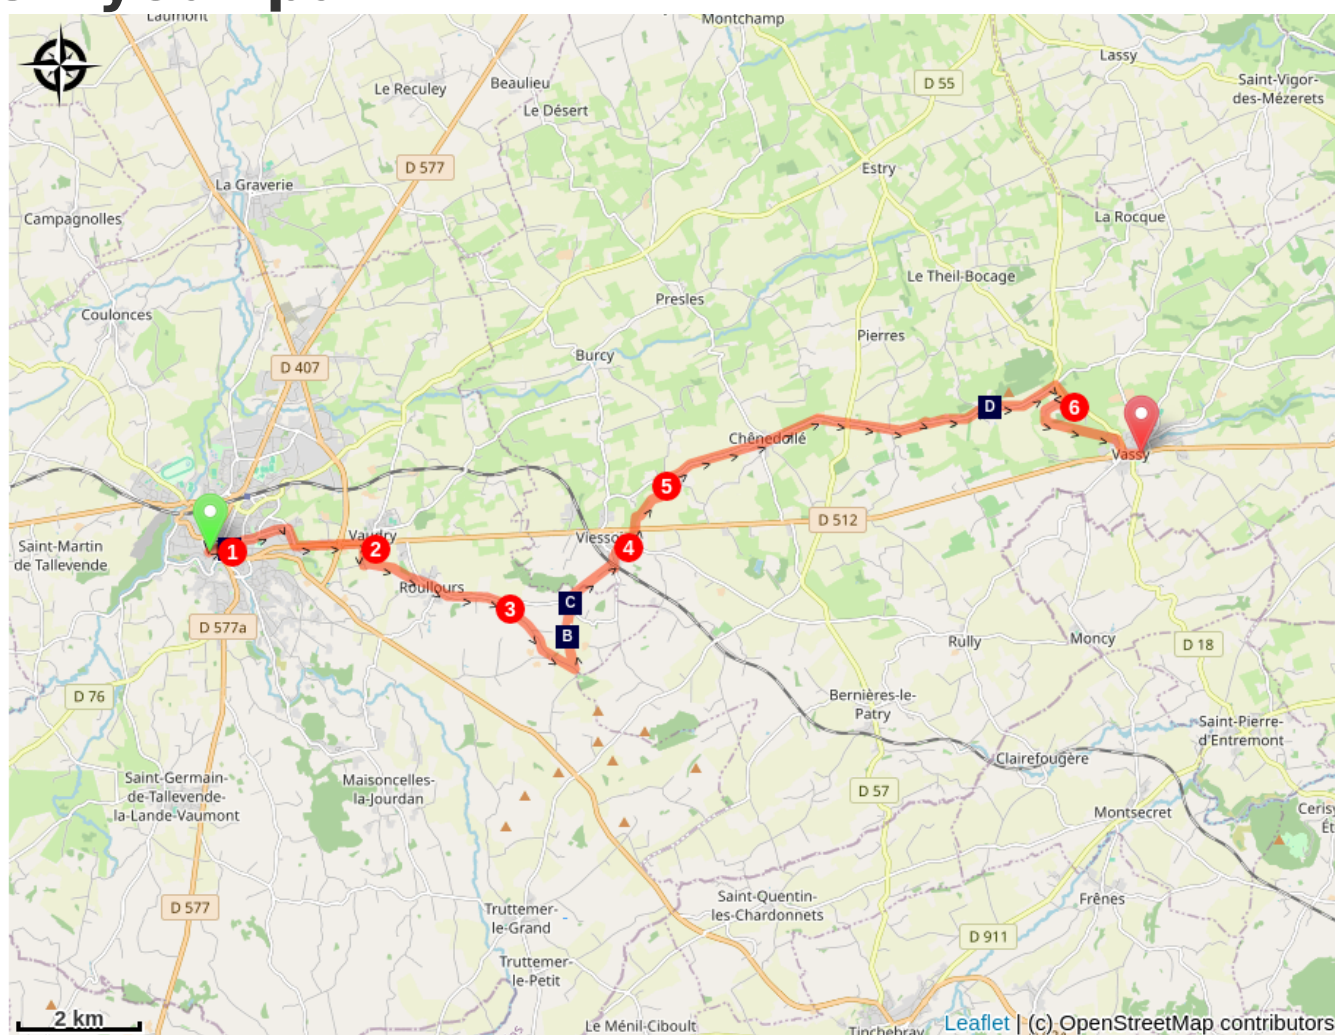 Laumont
Montchamp
Lassy
Beaulieu
Le Reculey
D 55
Saint-Vigor-
des-Mézerets
Le Désert
D 577
Estry
La Graverie
Campagnolles
La Rocque
Le Theil-Bocage
Presles
Coulonces
Pierres
Burcy
D 407
D
6
Chênedollé
Vassy
5
D 512
Saint-Martin
de Tallevende
1
Vaudry
2
4
Roullours
C
3
D 577a
B
Rully
Moncy
D 18
D 76
Bernières-le-
Patry
Saint-Pierre-
d'Entremont
Clairefougère
Saint-Germain-
de-Tallevende-
la-Lande-Vaumont
Maisoncelles-
la-Jourdan
D 57
Montsecret
Saint-Quentin-
les-Chardonnets
Frênes
D 577
Truttemer-
le-Grand
D 911
Truttemer-
le-Petit
2 km
Le Ménil-Ciboult
Tinchebray
Leaflet | (c) OpenStreetMap contributors